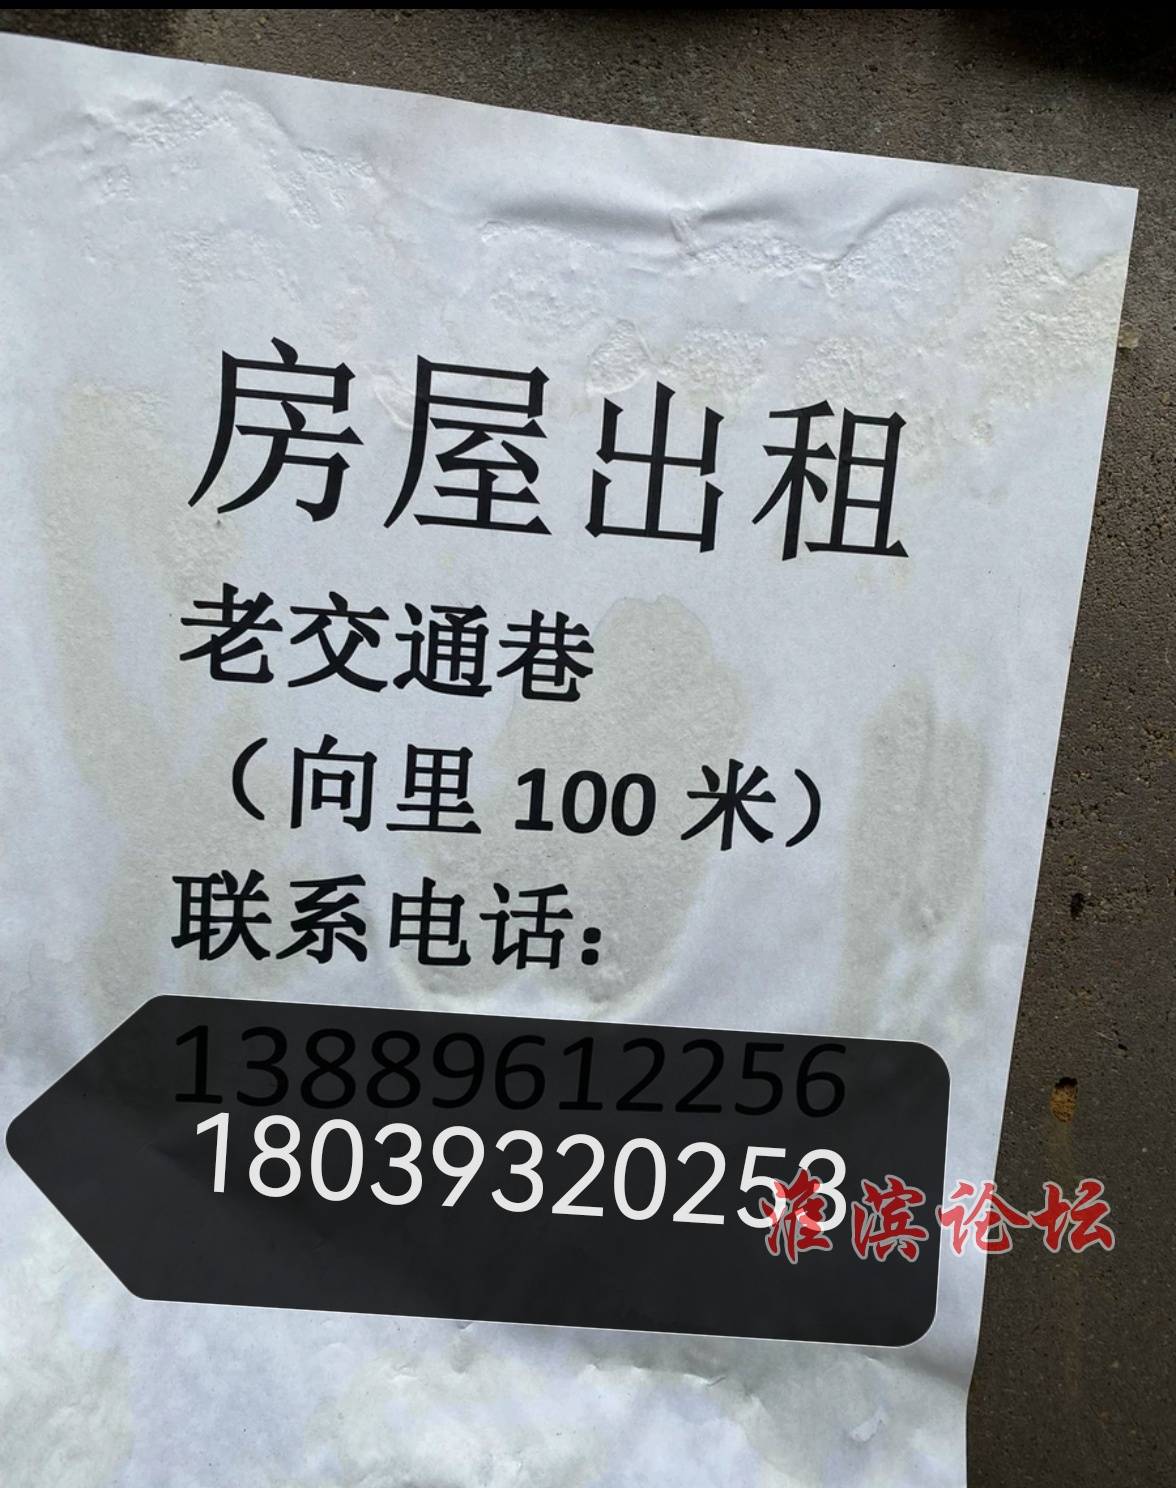 房屋出租
老交通巷
（向里 100 米）
联系电话：
13889612256
18039320253
淮滨论坛